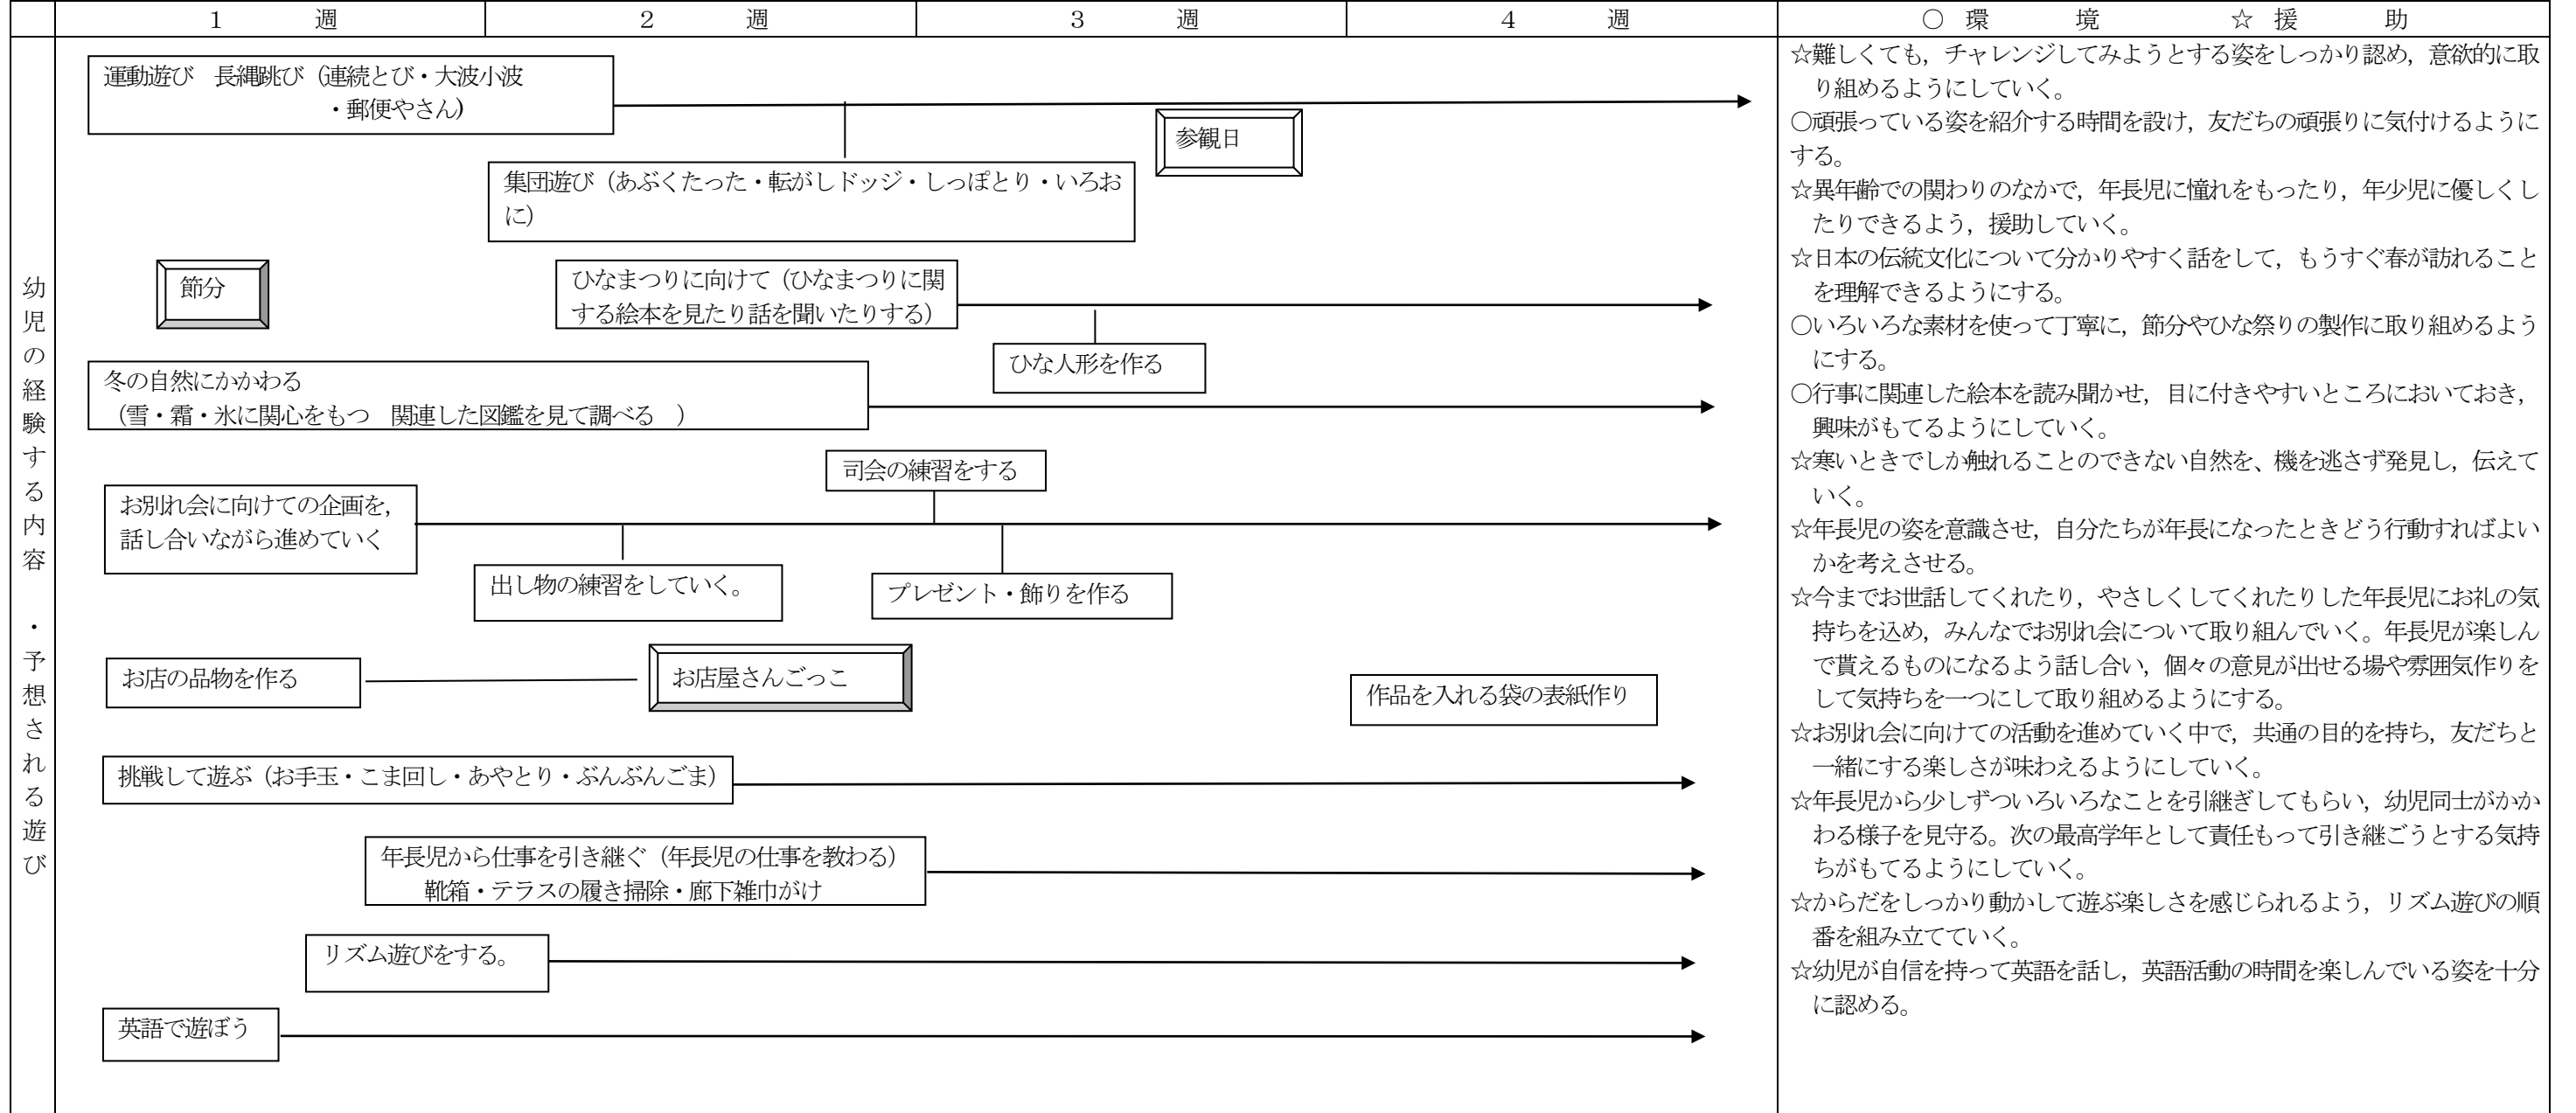 1 週
2 週
3 週
4 週
○ 環 境 ☆ 援 助
幼児の経験する内容 ・予想される遊び
運動遊び 長縄跳び（連続とび・大波小波
・郵便やさん）
参観日
集団遊び（あぶくたった・転がしドッジ・しっぽとり・いろお
に）
節分
ひなまつりに向けて（ひなまつりに関
する絵本を見たり話を聞いたりする）
ひな人形を作る
冬の自然にかかわる
（雪・霜・氷に関心をもつ 関連した図鑑を見て調べる ）
司会の練習をする
お別れ会に向けての企画を，
話し合いながら進めていく
出し物の練習をしていく。
プレゼント・飾りを作る
お店の品物を作る
お店屋さんごっこ
作品を入れる袋の表紙作り
挑戦して遊ぶ（お手玉・こま回し・あやとり・ぶんぶんごま）
年長児から仕事を引き継ぐ（年長児の仕事を教わる）
靴箱・テラスの履き掃除・廊下雑巾がけ
リズム遊びをする。
英語で遊ぼう
☆難しくても，チャレンジしてみようとする姿をしっかり認め，意欲的に取
り組めるようにしていく。
○頑張っている姿を紹介する時間を設け，友だちの頑張りに気付けるように
する。
☆異年齢での関わりのなかで，年長児に憧れをもったり，年少児に優しくし
たりできるよう，援助していく。
☆日本の伝統文化について分かりやすく話をして，もうすぐ春が訪れること
を理解できるようにする。
○いろいろな素材を使って丁寧に，節分やひな祭りの製作に取り組めるよう
にする。
○行事に関連した絵本を読み聞かせ，目に付きやすいところにおいておき，
興味がもてるようにしていく。
☆寒いときでしか触れることのできない自然を、機を逃さず発見し，伝えて
いく。
☆年長児の姿を意識させ，自分たちが年長になったときどう行動すればよい
かを考えさせる。
☆今までお世話してくれたり，やさしくしてくれたりした年長児にお礼の気
持ちを込め，みんなでお別れ会について取り組んでいく。年長児が楽しん
で貰えるものになるよう話し合い，個々の意見が出せる場や雰囲気作りを
して気持ちを一つにして取り組めるようにする。
☆お別れ会に向けての活動を進めていく中で，共通の目的を持ち，友だちと
一緒にする楽しさが味わえるようにしていく。
☆年長児から少しずついろいろなことを引継ぎしてもらい，幼児同士がかか
わる様子を見守る。次の最高学年として責任もって引き継ごうとする気持
ちがもてるようにしていく。
☆からだをしっかり動かして遊ぶ楽しさを感じられるよう，リズム遊びの順
番を組み立てていく。
☆幼児が自信を持って英語を話し，英語活動の時間を楽しんでいる姿を十分
に認める。